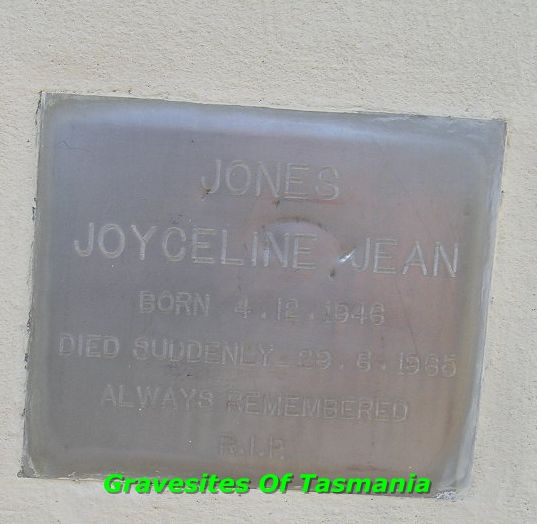 JONES
JOYCELINE JEAN
BORN 4.12.1946
DIED SUDDENLY 29.6.1965
ALWAYS REMEMBERED
R.I.P.
Gravesites Of Tasmania